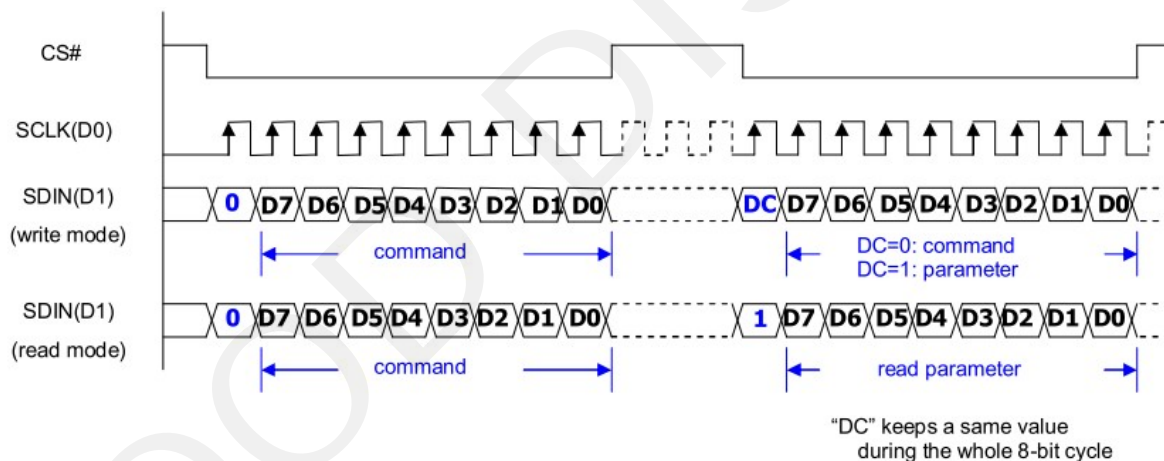 CS#
SCLK(D0)
SDIN(D1) 0 D7 D6 D5 D4 D3 D2 D1 D0 DC D7 D6 D5 D4 D3 D2 D1 D0
(write mode)
command
DC=0: command
DC=1: parameter
SDIN(D1) 0 D7 D6 D5 D4 D3 D2 D1 D0 1 D7 D6 D5 D4 D3 D2 D1 D0
(read mode)
command read parameter
“DC” keeps a same value
during the whole 8-bit cycle